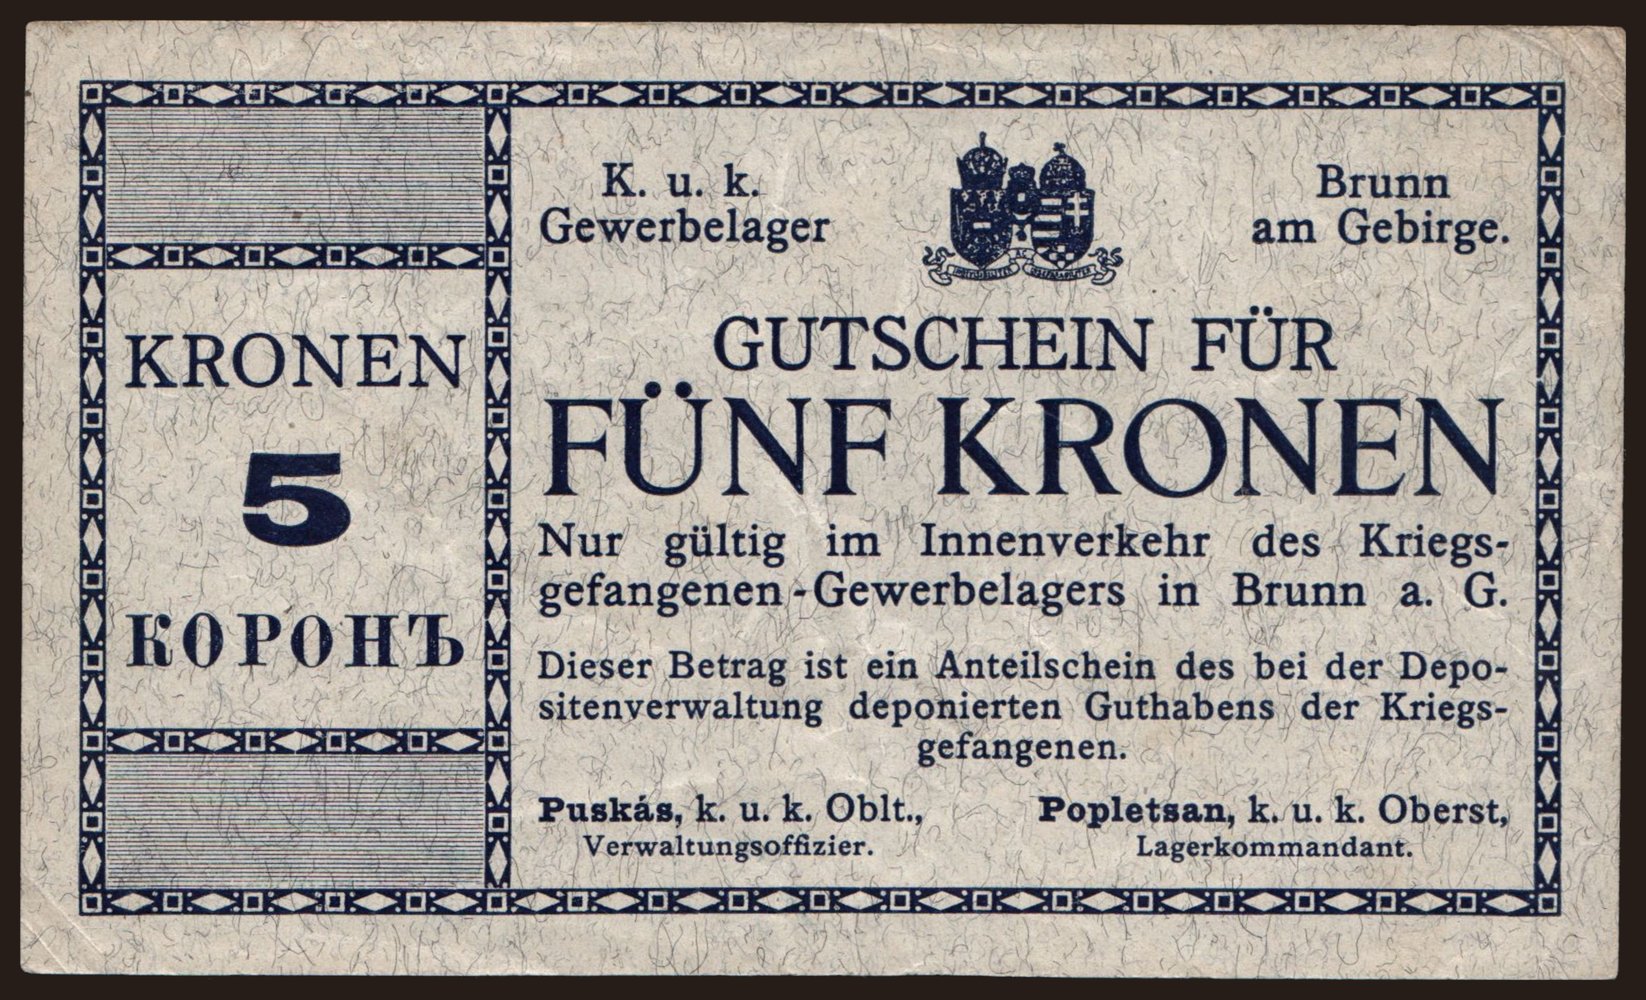 KRONEN
5
КОРОНЪ
K. u. k.
Gewerbelager
Brunn
am Gebirge.
GUTSCHEIN FÜR
FÜNF KRONEN
Nur gültig im Innenverkehr des Kriegs-
gefangenen-Gewerbelagers in Brunn a. G.
Dieser Betrag ist ein Anteilschein des bei der Depo-
sitenverwaltung deponierten Guthabens der Kriegs-
gefangenen.
Puskás, k. u. k. Oblt.,
Verwaltungsoffizier.
Popletsan, k. u. k. Oberst,
Lagerkommandant.